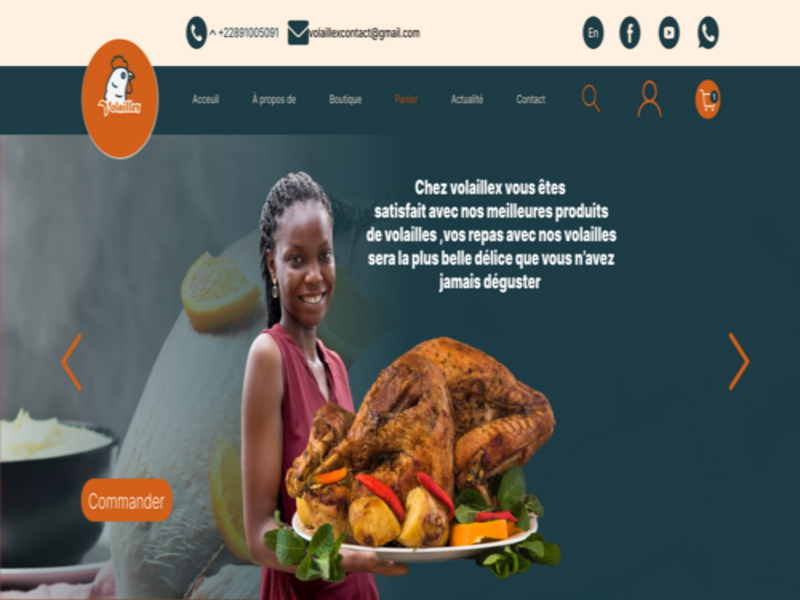 ^ +22891005091
volaillexcontact@gmail.com
En
Volaillex
Acceuil
À propos de
Boutique
Panier
Actualité
Contact
Chez volaillex vous êtes
satisfait avec nos meilleures produits
de volailles ,vos repas avec nos volailles
sera la plus belle délice que vous n'avez
jamais déguster
Commander